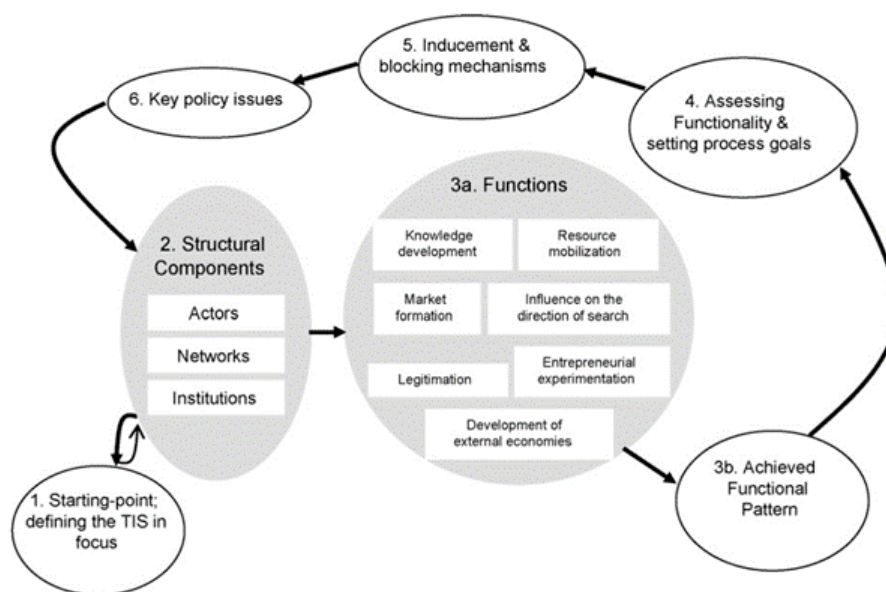 5. Inducement &
blocking mechanisms
6. Key policy issues
4. Assessing
Functionality &
setting process goals
3a. Functions
Knowledge
development
Resource
mobilization
2. Structural
Components
Market
formation
Influence on the
direction of search
Actors
Networks
Institutions
Legitimation
Entrepreneurial
experimentation
Development of
external economies
1. Starting-point;
defining the TIS in
focus
3b. Achieved
Functional
Pattern